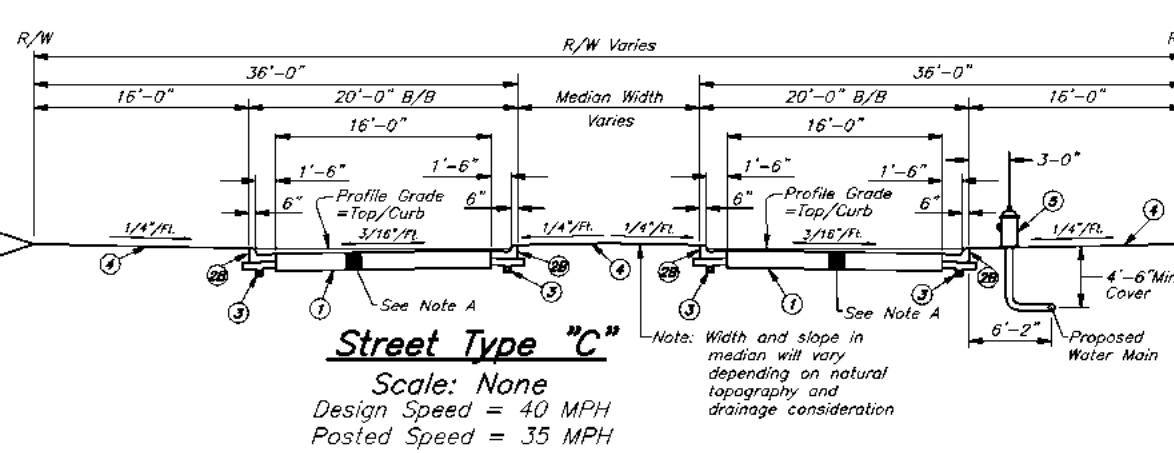 R/W
R/W Varies
R
36'-0"
36'-0"
16'-0"
20'-0" B/B
Median Width
Varies
20'-0" B/B
16'-0"
16'-0"
16'-0"
3-0"
1'-6"
1'-6"
1'-6"
1'-6"
Profile Grade
=Top/Curb
Profile Grade
=Top/Curb
6"
6"
6"
6"
5
4
1/4"/Ft.
3/16"/Ft.
1/4"/Ft.
1/4"/Ft.
3/16"/Ft.
1/4"/Ft.
4
2B
2B
4
2B
2B
3
1
3
3
1
3
4'-6"Min
Cover
See Note A
See Note A
6'-2"
Proposed
Water Main
Street Type "C"
Scale: None
Design Speed = 40 MPH
Posted Speed = 35 MPH
Note: Width and slope in
median will vary
depending on natural
topography and
drainage consideration